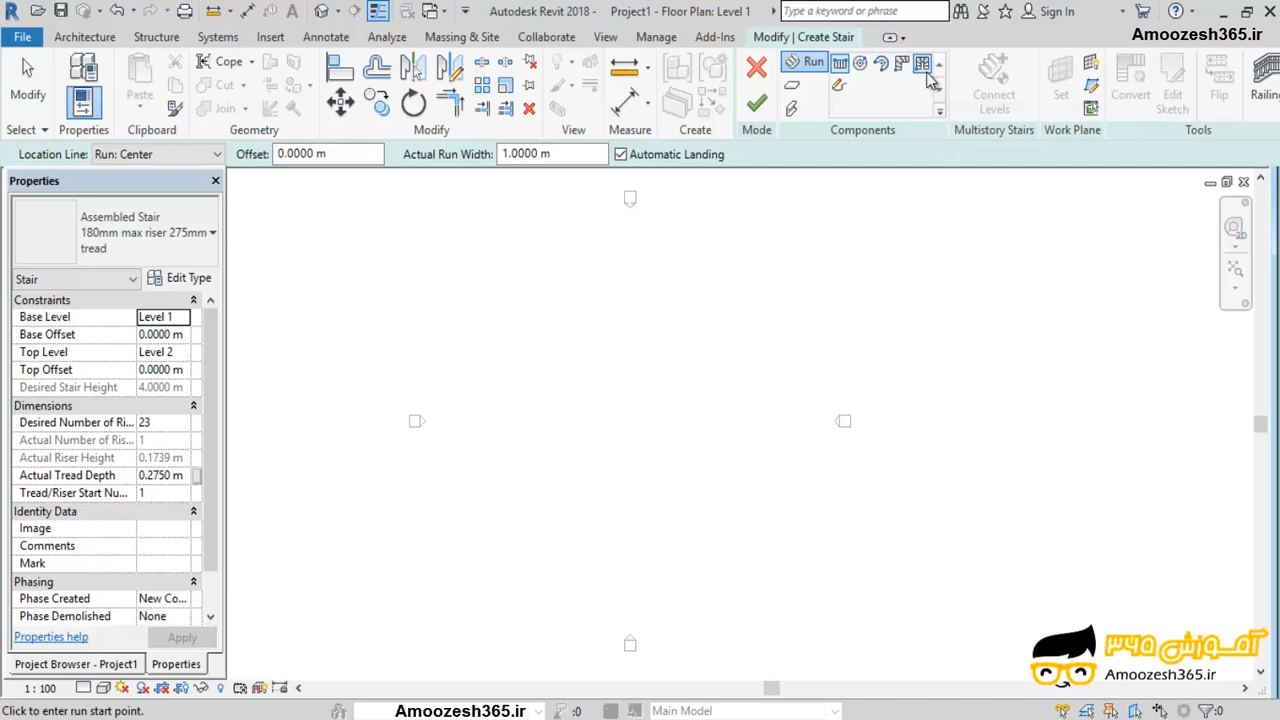 Autodesk Revit 2018 - Project1 - Floor Plan: Level 1
Type a keyword or phrase
Sign In
File
Architecture
Structure
Systems
Insert
Annotate
Analyze
Massing & Site
Collaborate
View
Manage
Add-Ins
Modify | Create Stair
Amoozesh365.ir
Modify
Paste
Cope
Cut
Join
Run
Connect
Levels
Set
Convert
Edit
Sketch
Flip
Railin
Select
Properties
Clipboard
Geometry
Modify
View
Measure
Create
Mode
Components
Multistory Stairs
Work Plane
Tools
Location Line: Run: Center
Offset: 0.0000 m
Actual Run Width: 1.0000 m
Automatic Landing
Properties
Assembled Stair
180mm max riser 275mm
tread
Stair
Edit Type
Constraints
Base Level Level 1
Base Offset 0.0000 m
Top Level Level 2
Top Offset 0.0000 m
Desired Stair Height 4.0000 m
Dimensions
Desired Number of Ri... 23
Actual Number of Ris... 1
Actual Riser Height 0.1739 m
Actual Tread Depth 0.2750 m
Tread/Riser Start Nu... 1
Identity Data
Image
Comments
Mark
Phasing
Phase Created New Co...
Phase Demolished None
Properties help
Apply
Project Browser - Project1
Properties
2D
آموزش ۳۶۵
Amoozesh365.ir
1 : 100
Click to enter run start point.
Amoozesh365.ir
:0
Main Model
:0